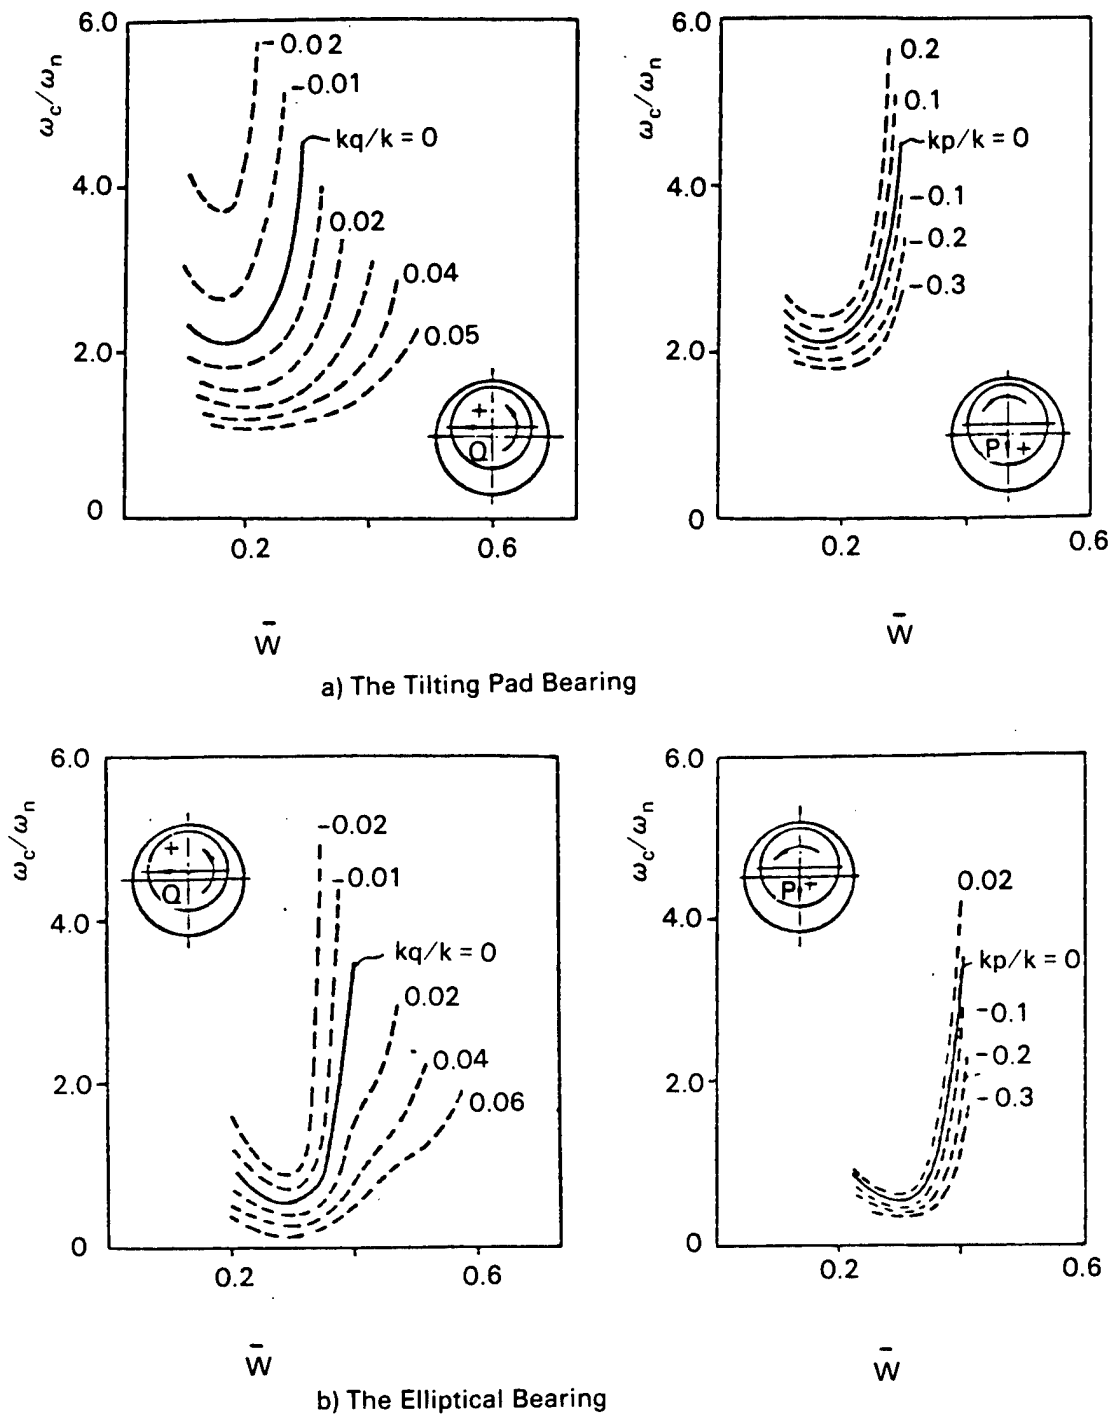 6.0
ω_c/ω_n
-0.02
-0.01
kq/k = 0
4.0
0.02
0.04
2.0
0.05
+
Q
0
0.2
0.6
W̄
6.0
ω_c/ω_n
0.2
0.1
kp/k = 0
4.0
-0.1
-0.2
-0.3
2.0
P +
0
0.2
0.6
W̄
a) The Tilting Pad Bearing
6.0
ω_c/ω_n
+
Q
-0.02
-0.01
4.0
kq/k = 0
0.02
2.0
0.04
0.06
0
0.2
0.6
W̄
6.0
ω_c/ω_n
P +
0.02
4.0
kp/k = 0
-0.1
-0.2
2.0
-0.3
0
0.2
0.6
W̄
b) The Elliptical Bearing